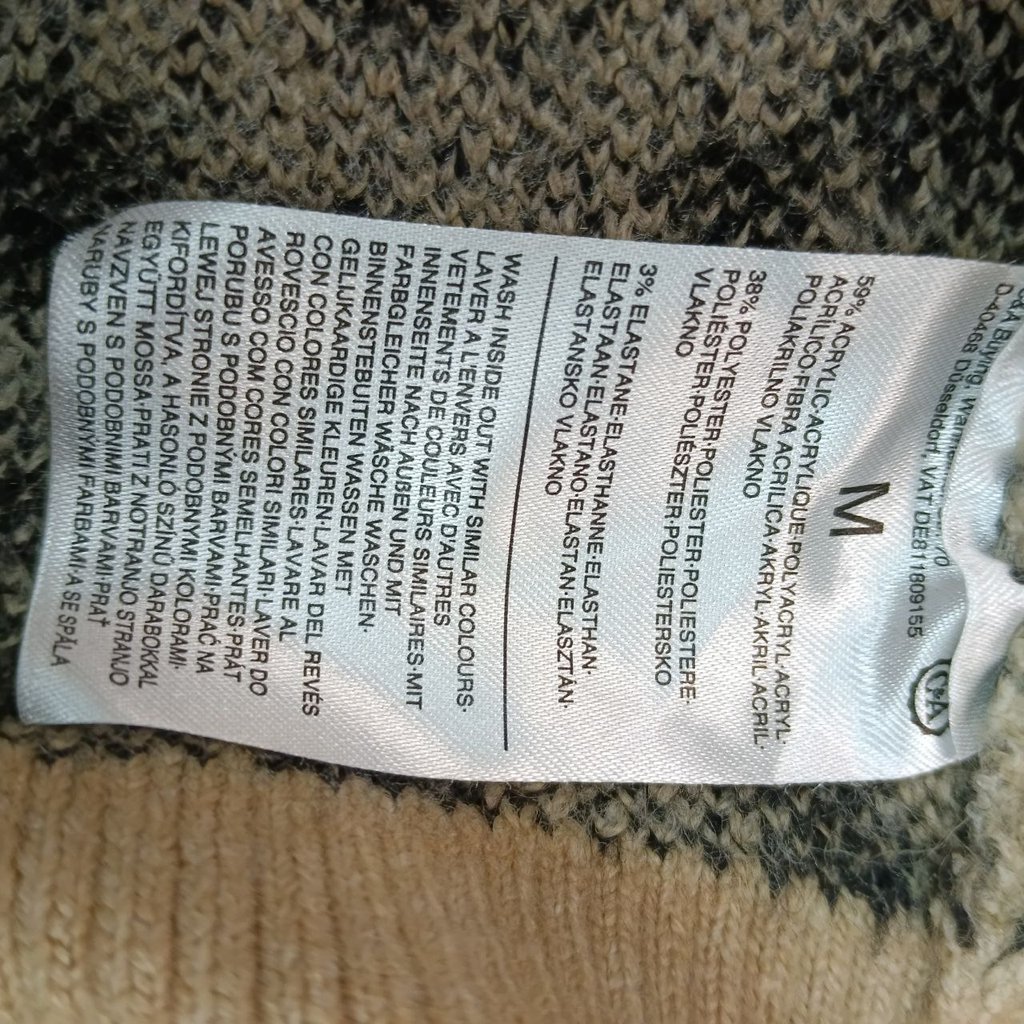 C&A Buying,
D-40468 Düsseldorf, VAT DE811809155
C&A
M
59% ACRYLIC·ACRYLIQUE·POLYACRYL·ACRYL·
ACRÍLICO·FIBRA ACRÍLICA·AKRYL·AKRIL·ACRIL·
POLIAKRILNO VLAKNO
38% POLYESTER·POLIESTER·POLIESTERE·
POLIÉSTER·POLIÉSZTER·POLIESTERSKO
VLAKNO
3% ELASTANE·ELASTHANNE·ELASTHAN·
ELASTAAN·ELASTANO·ELASTAN·ELASZTÁN·
ELASTANSKO VLAKNO
WASH INSIDE OUT WITH SIMILAR COLOURS·
LAVER A L'ENVERS AVEC D'AUTRES
VETEMENTS DE COULEURS SIMILAIRES·MIT
INNENSEITE NACH AUßEN UND MIT
FARBGLEICHER WÄSCHE WASCHEN·
BINNENSTEBUITEN WASSEN MET
GELIJKAARDIGE KLEUREN·LAVAR DEL REVÉS
CON COLORES SIMILARES·LAVARE AL
ROVESCIO CON COLORI SIMILARI·LAVER DO
AVESSO COM CORES SEMELHANTES·PRÁT
PORUBU S PODOBNÝMI BARVAMI·PRAĆ NA
LEWEJ STRONIE Z PODOBNYMI KOLORAMI·
KIFORDÍTVA, A HASONLÓ SZÍNŰ DARABOKKAL
EGYÜTT MOSSA·PRATI Z NOTRANJO STRANJO
NAVZVEN S PODOBNIMI BARVAMI·PRAŤ
NARUBY S PODOBNÝMI FARBAMI·A SE SPĂLA